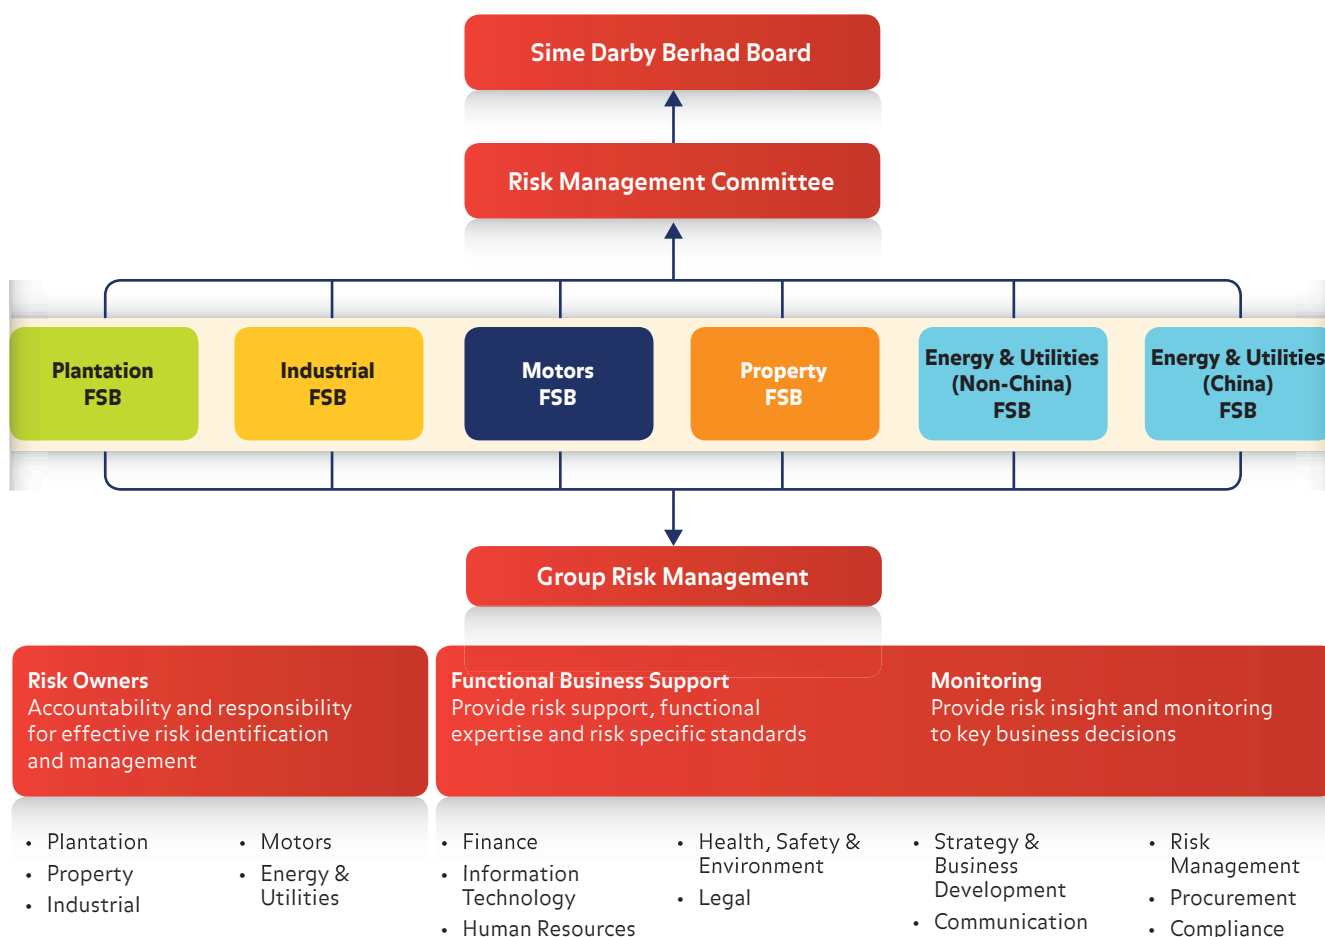 Sime Darby Berhad Board
Risk Management Committee
Plantation
FSB
Industrial
FSB
Motors
FSB
Property
FSB
Energy & Utilities
(Non-China)
FSB
Energy & Utilities
(China)
FSB
Group Risk Management
Risk Owners
Accountability and responsibility
for effective risk identification
and management
Functional Business Support
Provide risk support, functional
expertise and risk specific standards
Monitoring
Provide risk insight and monitoring
to key business decisions
• Plantation
• Property
• Industrial
• Motors
• Energy &
Utilities
• Finance
• Information
Technology
• Human Resources
• Health, Safety &
Environment
• Legal
• Strategy &
Business
Development
• Communication
• Risk
Management
• Procurement
• Compliance